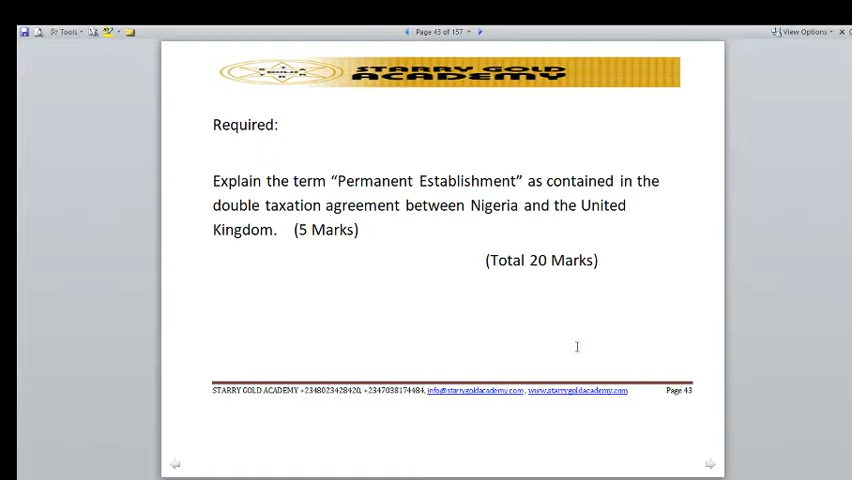 Tools
Page 43 of 157
View Options
STARRY GOLD
ACADEMY
Required:
Explain the term “Permanent Establishment” as contained in the
double taxation agreement between Nigeria and the United
Kingdom. (5 Marks)
(Total 20 Marks)
STARRY GOLD ACADEMY +2348023428420, +2347038174484, info@starrygoldacademy.com, www.starrygoldacademy.com Page 43